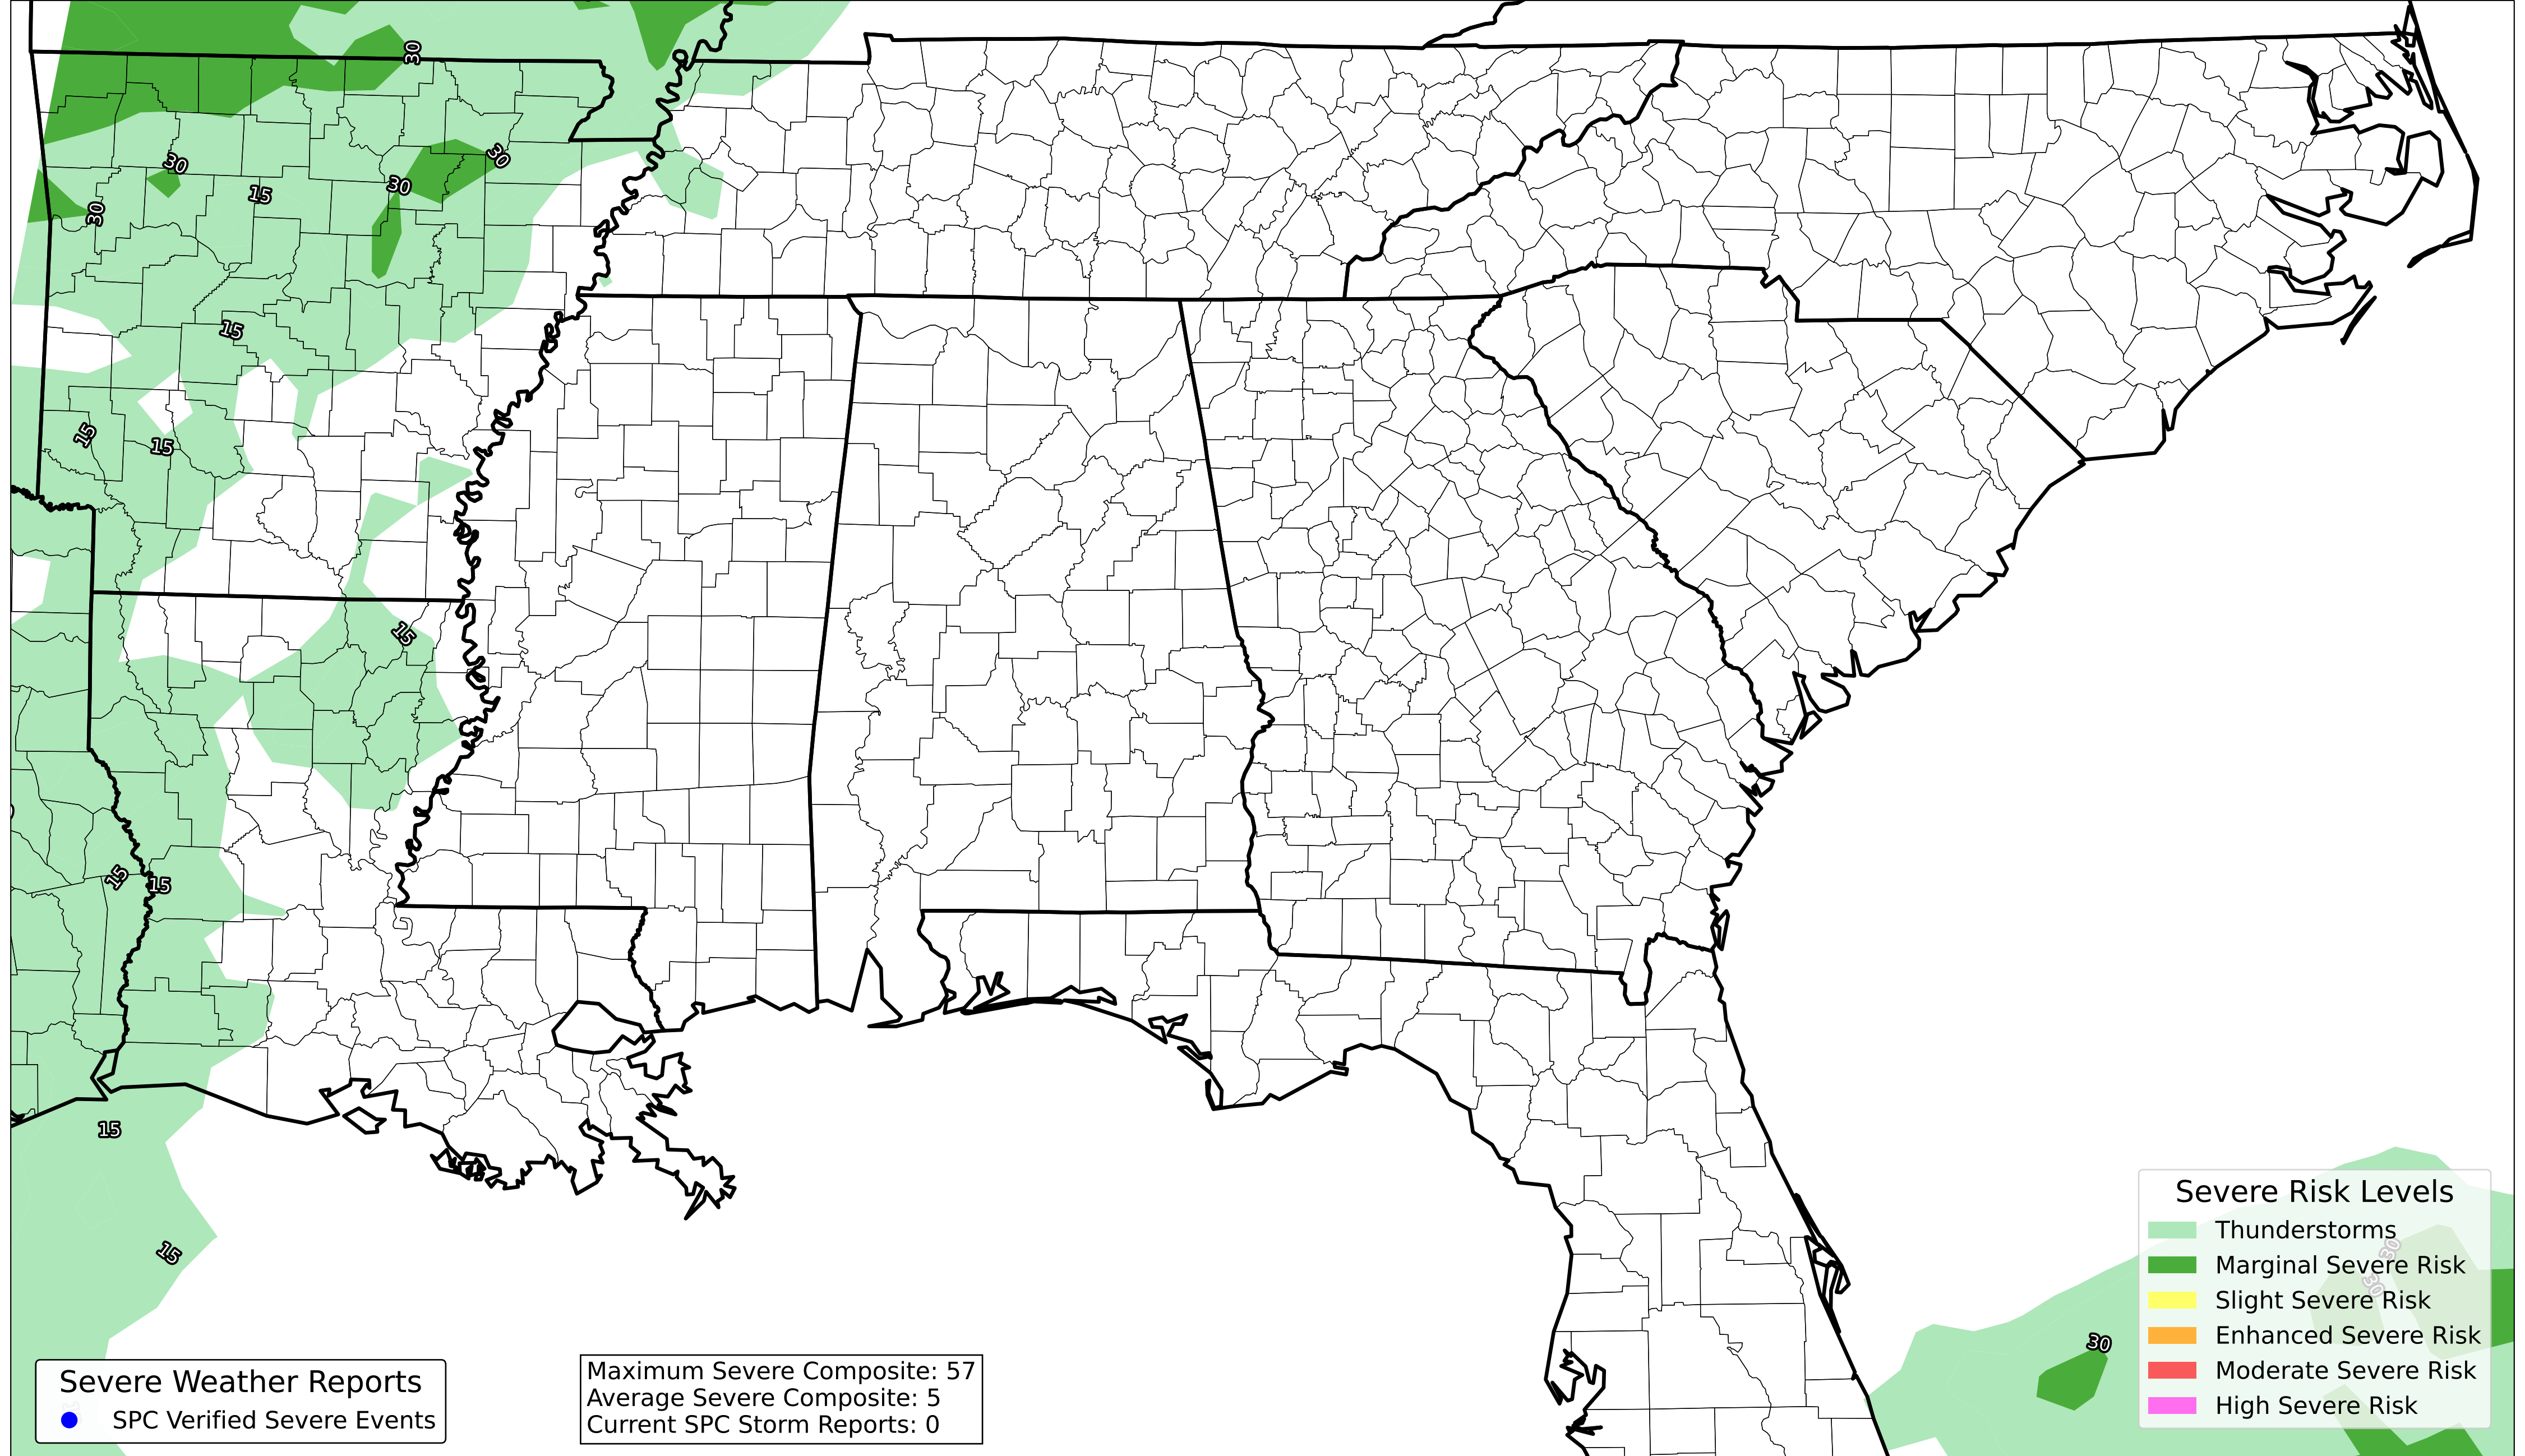 30
30
30
30
15
30
15
15
15
15
15
15
15
15
30
30
30
Severe Risk Levels
Thunderstorms
Marginal Severe Risk
Slight Severe Risk
Enhanced Severe Risk
Moderate Severe Risk
High Severe Risk
Severe Weather Reports
SPC Verified Severe Events
Maximum Severe Composite: 57
Average Severe Composite: 5
Current SPC Storm Reports: 0